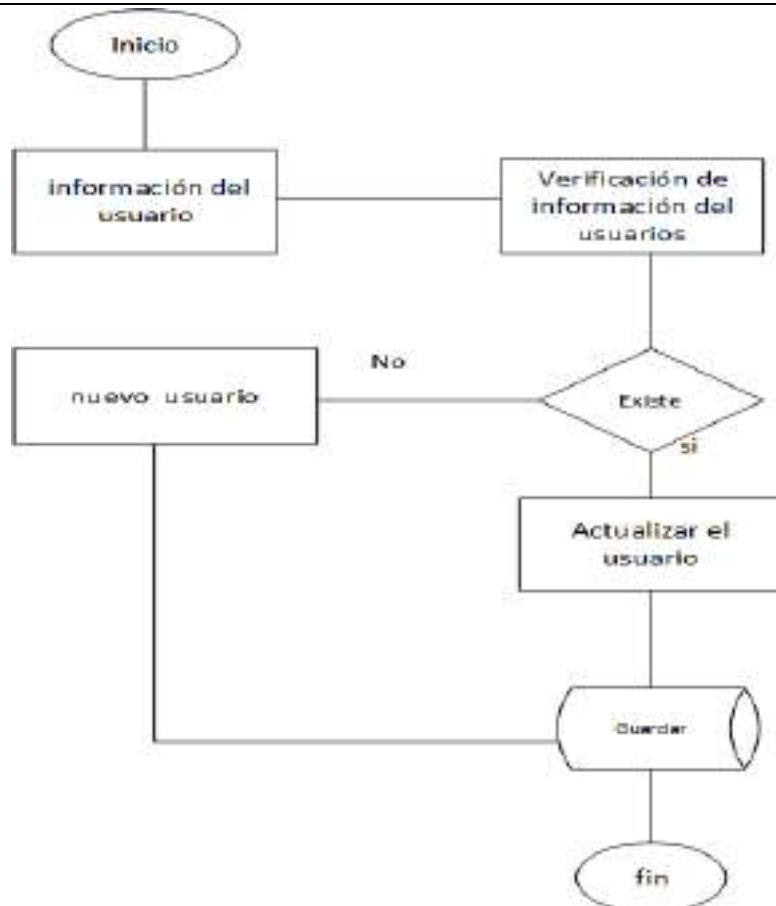 Inicio
información del
usuario
Verificación de
información del
usuarios
No
nuevo usuario
Existe
si
Actualizar el
usuario
Guardar
fin